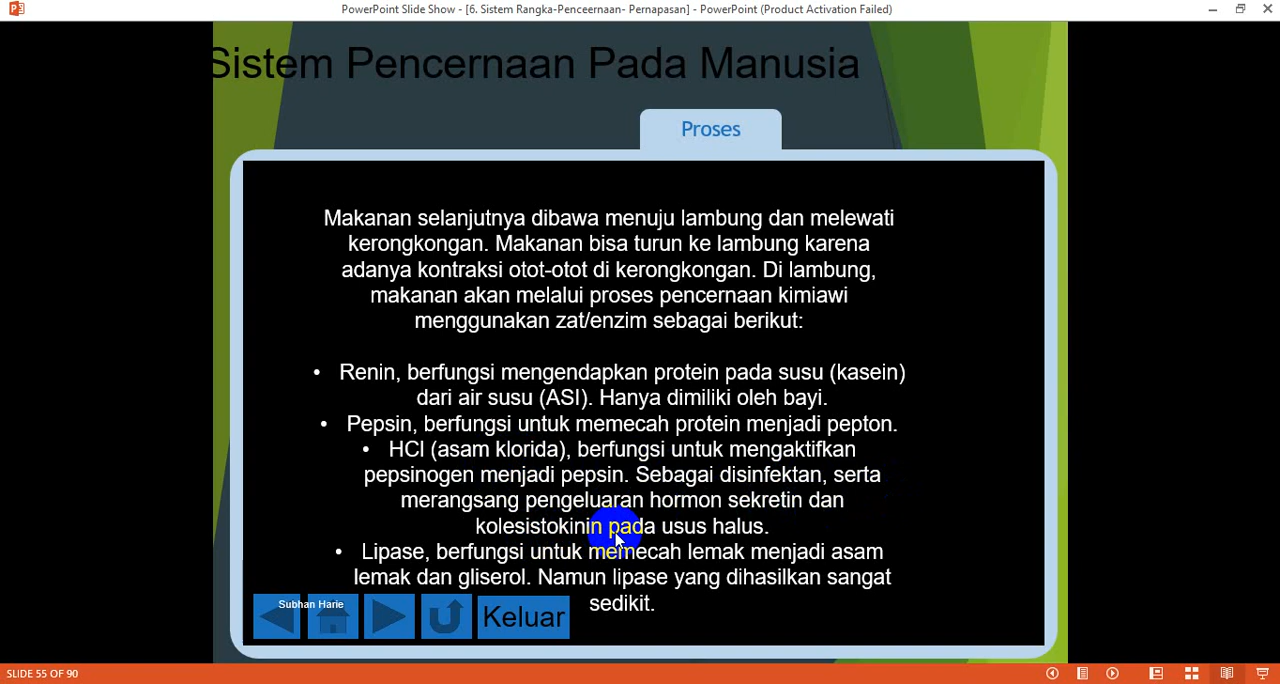 PowerPoint Slide Show - [6. Sistem Rangka-Penceernaan- Pernapasan] - PowerPoint (Product Activation Failed)
Sistem Pencernaan Pada Manusia
Proses
Makanan selanjutnya dibawa menuju lambung dan melewati
kerongkongan. Makanan bisa turun ke lambung karena
adanya kontraksi otot-otot di kerongkongan. Di lambung,
makanan akan melalui proses pencernaan kimiawi
menggunakan zat/enzim sebagai berikut:
• Renin, berfungsi mengendapkan protein pada susu (kasein)
dari air susu (ASI). Hanya dimiliki oleh bayi.
• Pepsin, berfungsi untuk memecah protein menjadi pepton.
• HCl (asam klorida), berfungsi untuk mengaktifkan
pepsinogen menjadi pepsin. Sebagai disinfektan, serta
merangsang pengeluaran hormon sekretin dan
kolesistokinin pada usus halus.
• Lipase, berfungsi untuk memecah lemak menjadi asam
lemak dan gliserol. Namun lipase yang dihasilkan sangat
sedikit.
Subhan Harie
Keluar
SLIDE 55 OF 90